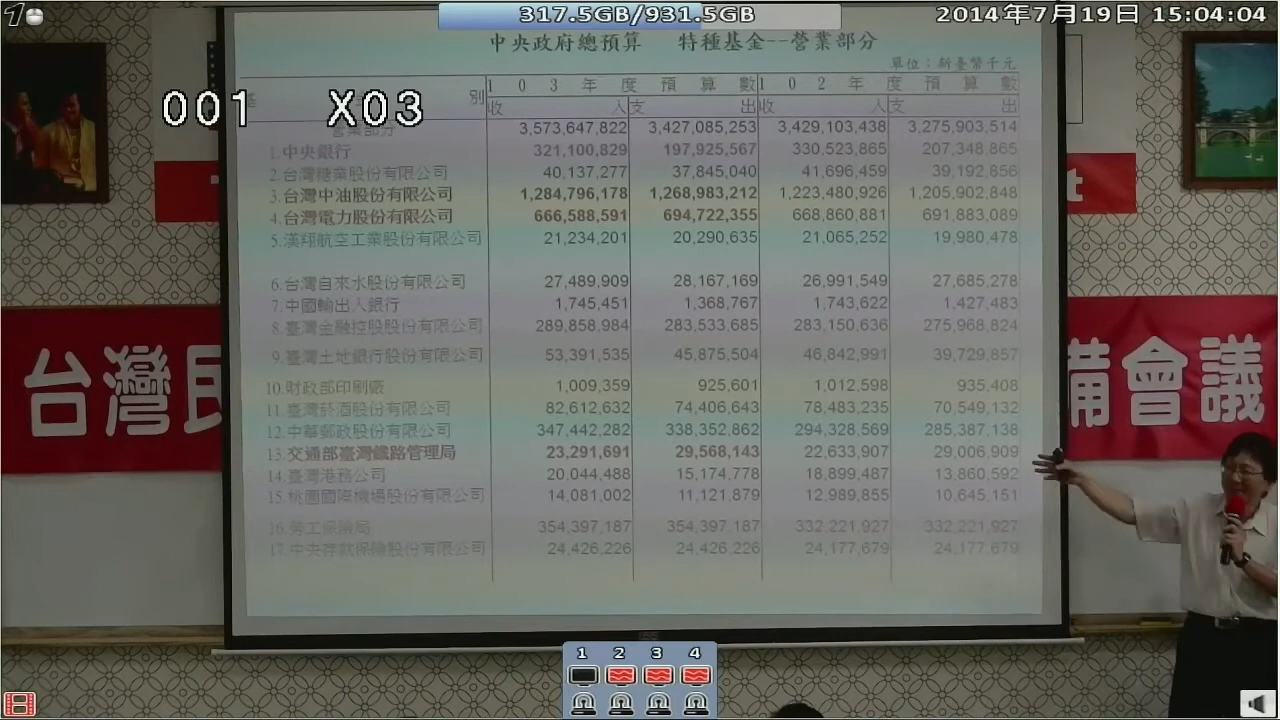 317.5GB/931.5GB
2014年7月19日 15:04:04
中央政府總預算 特種基金--營業部分
單位：新臺幣千元
別 103年度預算數 102年度預算數
收入 支出 收入 支出
001 X03
營業部分 3,573,647,822 3,427,085,253 3,429,103,438 3,275,903,514
1.中央銀行 321,100,829 197,925,567 330,523,865 207,348,865
2.台灣糖業股份有限公司 40,137,277 37,845,040 41,696,459 39,192,856
3.台灣中油股份有限公司 1,284,796,178 1,268,983,212 1,223,480,926 1,205,902,848
4.台灣電力股份有限公司 666,588,591 694,722,355 668,860,881 691,883,089
5.漢翔航空工業股份有限公司 21,234,201 20,290,635 21,065,252 19,980,478
6.台灣自來水股份有限公司 27,489,909 28,167,169 26,991,549 27,685,278
7.中國輸出入銀行 1,745,451 1,368,767 1,743,622 1,427,483
8.臺灣金融控股股份有限公司 289,858,984 283,533,685 283,150,636 275,968,824
9.臺灣土地銀行股份有限公司 53,391,535 45,875,504 46,842,991 39,729,857
10.財政部印刷廠 1,009,359 925,601 1,012,598 935,408
11.臺灣菸酒股份有限公司 82,612,632 74,406,643 78,483,235 70,549,132
12.中華郵政股份有限公司 347,442,282 338,352,862 294,328,569 285,387,138
13.交通部臺灣鐵路管理局 23,291,691 29,568,143 22,633,907 29,006,909
14.臺灣港務公司 20,044,488 15,174,778 18,899,487 13,860,592
15.桃園國際機場股份有限公司 14,081,002 11,121,879 12,989,855 10,645,151
16.勞工保險局 354,397,187 354,397,187 332,221,927 332,221,927
17.中央存款保險股份有限公司 24,426,226 24,426,226 24,177,679 24,177,679
台灣民
備會議
t
1 2 3 4